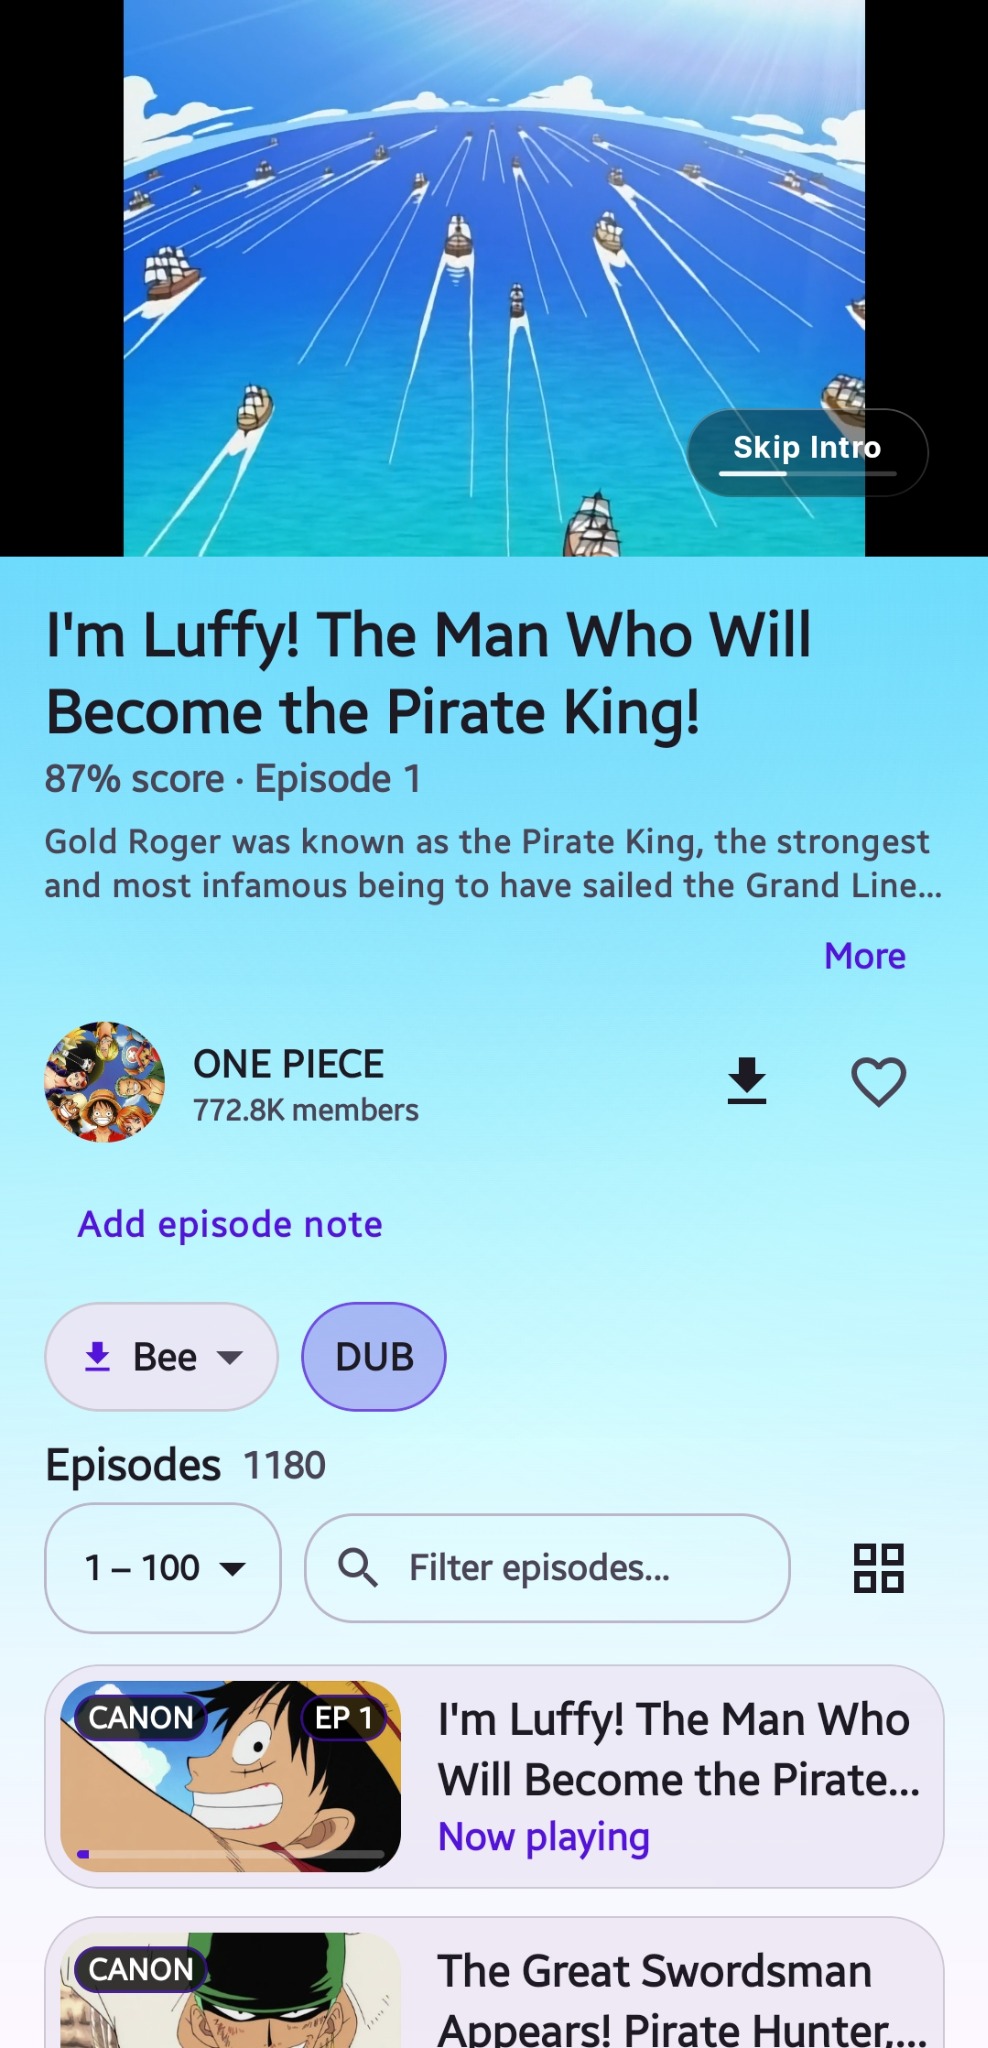 Skip Intro
I'm Luffy! The Man Who Will
Become the Pirate King!
87% score · Episode 1
Gold Roger was known as the Pirate King, the strongest
and most infamous being to have sailed the Grand Line...
More
ONE PIECE
772.8K members
Add episode note
Bee
DUB
Episodes 1180
1 – 100
Filter episodes...
CANON
EP 1
I'm Luffy! The Man Who
Will Become the Pirate...
Now playing
CANON
The Great Swordsman
Appears! Pirate Hunter,...